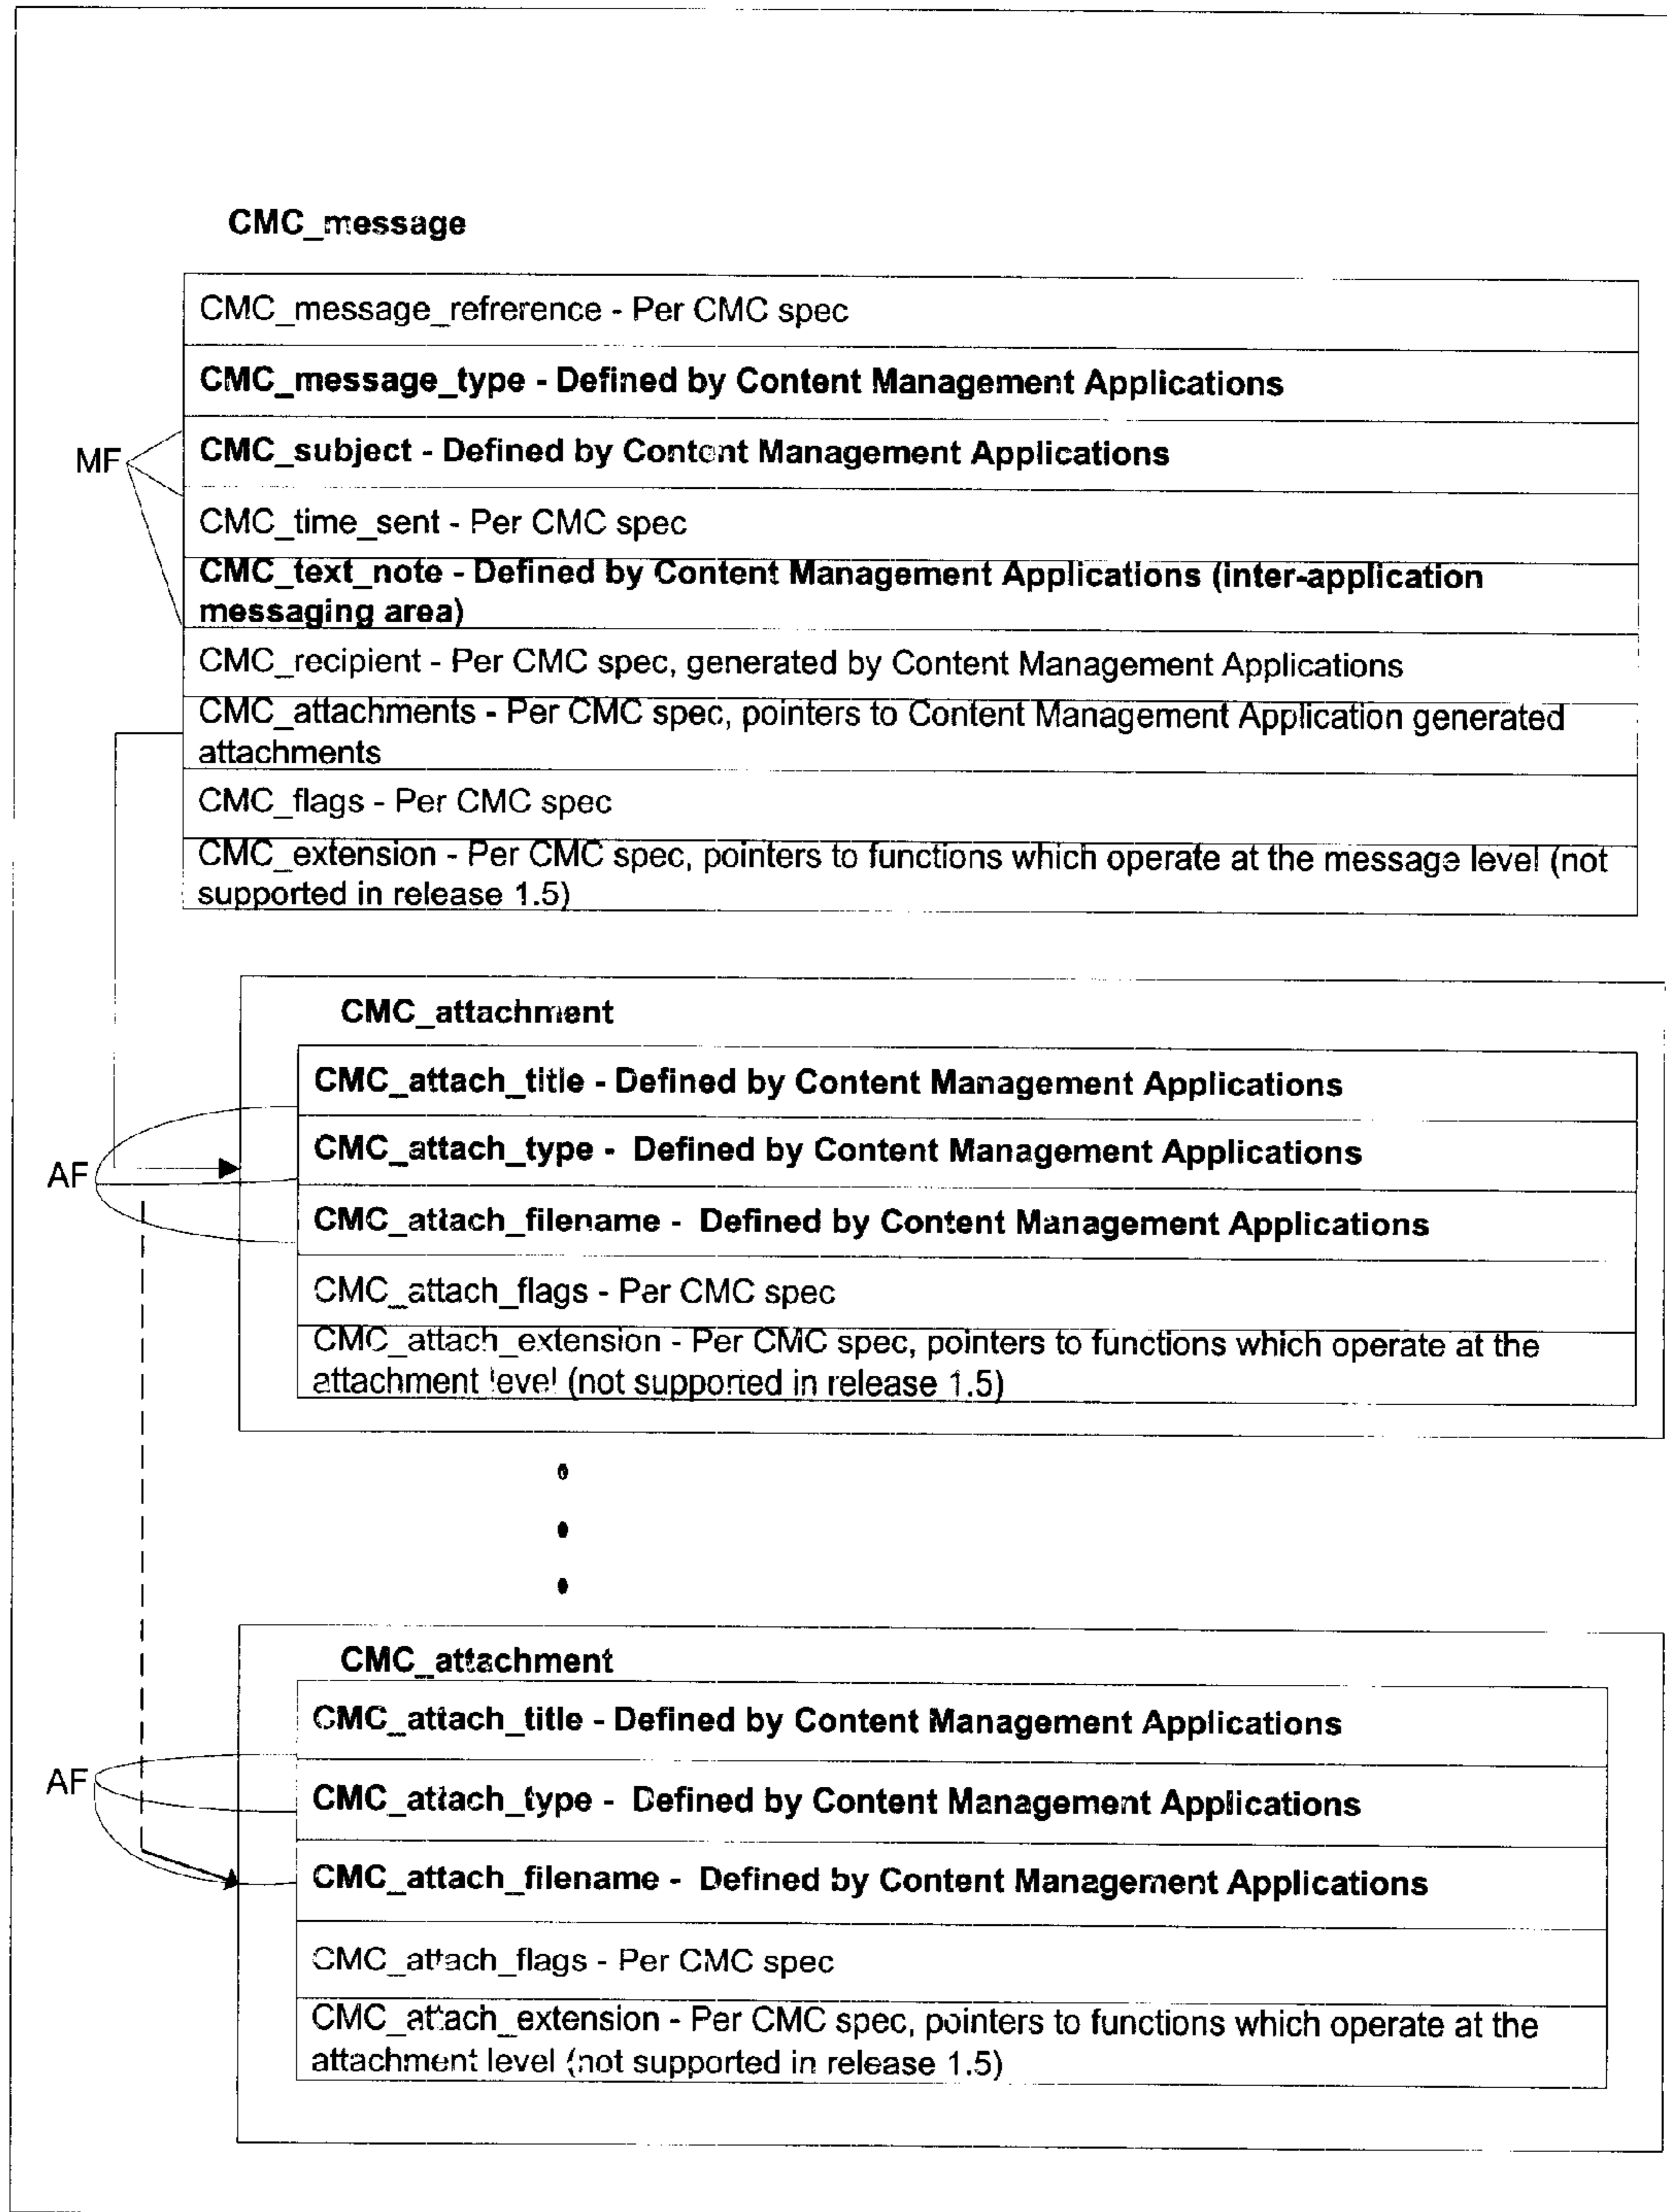 CMC_message
CMC_message_refrerence - Per CMC spec
CMC_message_type - Defined by Content Management Applications
MF
CMC_subject - Defined by Content Management Applications
CMC_time_sent - Per CMC spec
CMC_text_note - Defined by Content Management Applications (inter-application
messaging area)
CMC_recipient - Per CMC spec, generated by Content Management Applications
CMC_attachments - Per CMC spec, pointers to Content Management Application generated
attachments
CMC_flags - Per CMC spec
CMC_extension - Per CMC spec, pointers to functions which operate at the message level (not
supported in release 1.5)
CMC_attachment
CMC_attach_title - Defined by Content Management Applications
CMC_attach_type - Defined by Content Management Applications
AF
CMC_attach_filename - Defined by Content Management Applications
CMC_attach_flags - Per CMC spec
CMC_attach_extension - Per CMC spec, pointers to functions which operate at the
attachment level (not supported in release 1.5)
CMC_attachment
CMC_attach_title - Defined by Content Management Applications
AF
CMC_attach_type - Defined by Content Management Applications
CMC_attach_filename - Defined by Content Management Applications
CMC_attach_flags - Per CMC spec
CMC_attach_extension - Per CMC spec, pointers to functions which operate at the
attachment level (not supported in release 1.5)